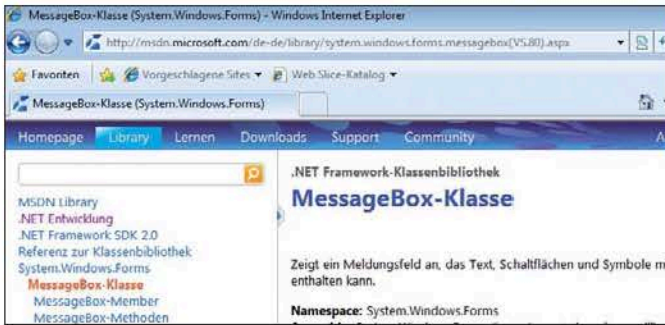 MessageBox-Klasse (System.Windows.Forms) - Windows Internet Explorer
http://msdn.microsoft.com/de-de/library/system.windows.forms.messagebox(VS.80).aspx
Favoriten Vorgeschlagene Sites Web Slice-Katalog
MessageBox-Klasse (System.Windows.Forms)
Homepage Library Lernen Downloads Support Community
.NET Framework-Klassenbibliothek
MessageBox-Klasse
MSDN Library
.NET Entwicklung
.NET Framework SDK 2.0
Referenz zur Klassenbibliothek
System.Windows.Forms
MessageBox-Klasse
MessageBox-Member
MessageBox-Methoden
Zeigt ein Meldungsfeld an, das Text, Schaltflächen und Symbole
enthalten kann.
Namespace: System.Windows.Forms